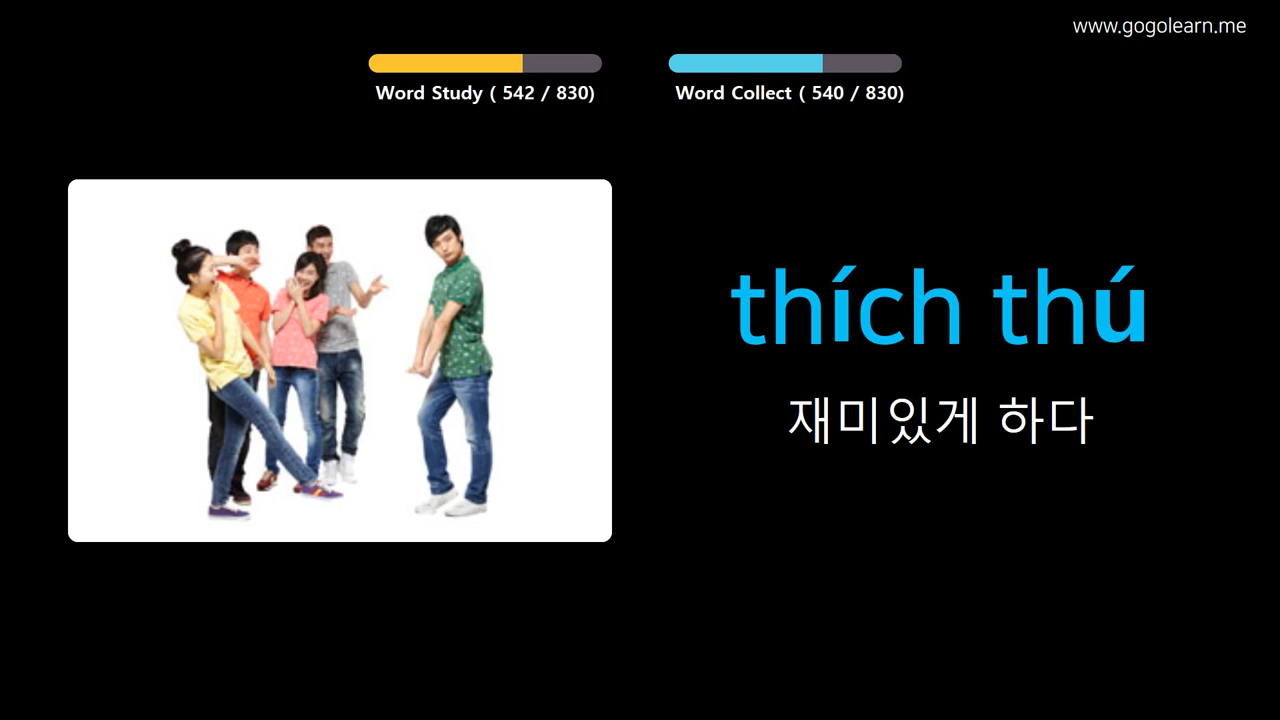 www.gogolearn.me
Word Study ( 542 / 830)
Word Collect ( 540 / 830)
thích thú
재미있게 하다